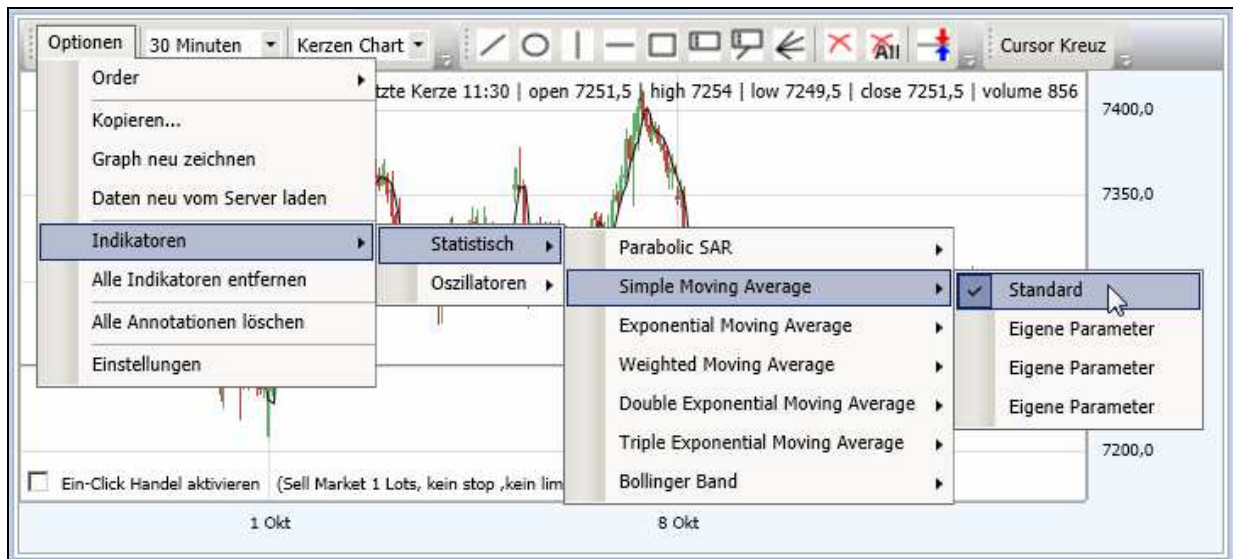 Optionen 30 Minuten Kerzen Chart All Cursor Kreuz
tzte Kerze 11:30 | open 7251,5 | high 7254 | low 7249,5 | close 7251,5 | volume 856
Order
Kopieren...
Graph neu zeichnen
Daten neu vom Server laden
Indikatoren
Alle Indikatoren entfernen
Alle Annotationen löschen
Einstellungen
Statistisch
Oszillatoren
Parabolic SAR
Simple Moving Average
Exponential Moving Average
Weighted Moving Average
Double Exponential Moving Average
Triple Exponential Moving Average
Bollinger Band
Standard
Eigene Parameter
Eigene Parameter
Eigene Parameter
7400,0
7350,0
7200,0
Ein-Click Handel aktivieren (Sell Market 1 Lots, kein stop ,kein lim
1 Okt 8 Okt